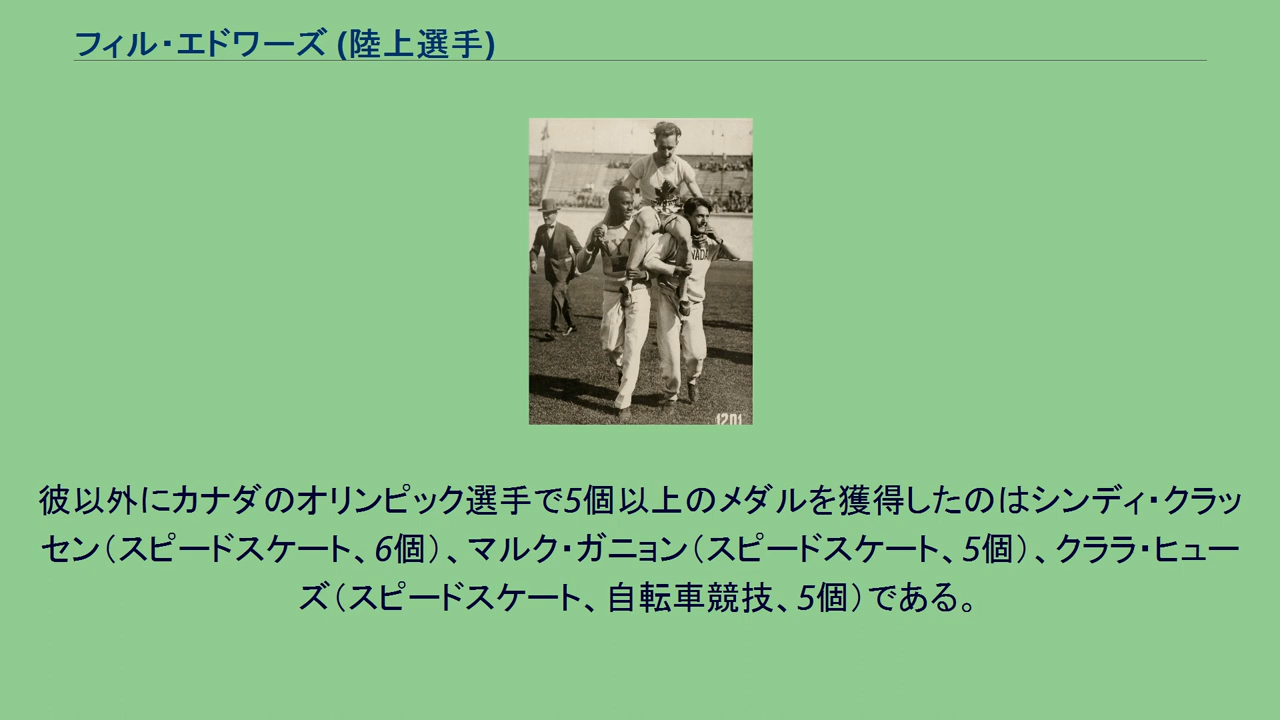 フィル・エドワーズ (陸上選手)
NADA
1201
彼以外にカナダのオリンピック選手で5個以上のメダルを獲得したのはシンディ・クラッ
セン（スピードスケート、6個）、マルク・ガニョン（スピードスケート、5個）、クララ・ヒュー
ズ（スピードスケート、自転車競技、5個）である。